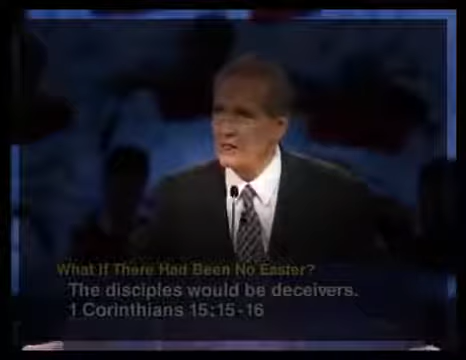 What If There Had Been No Easter?
The disciples would be deceivers.
1 Corinthians 15:15-16